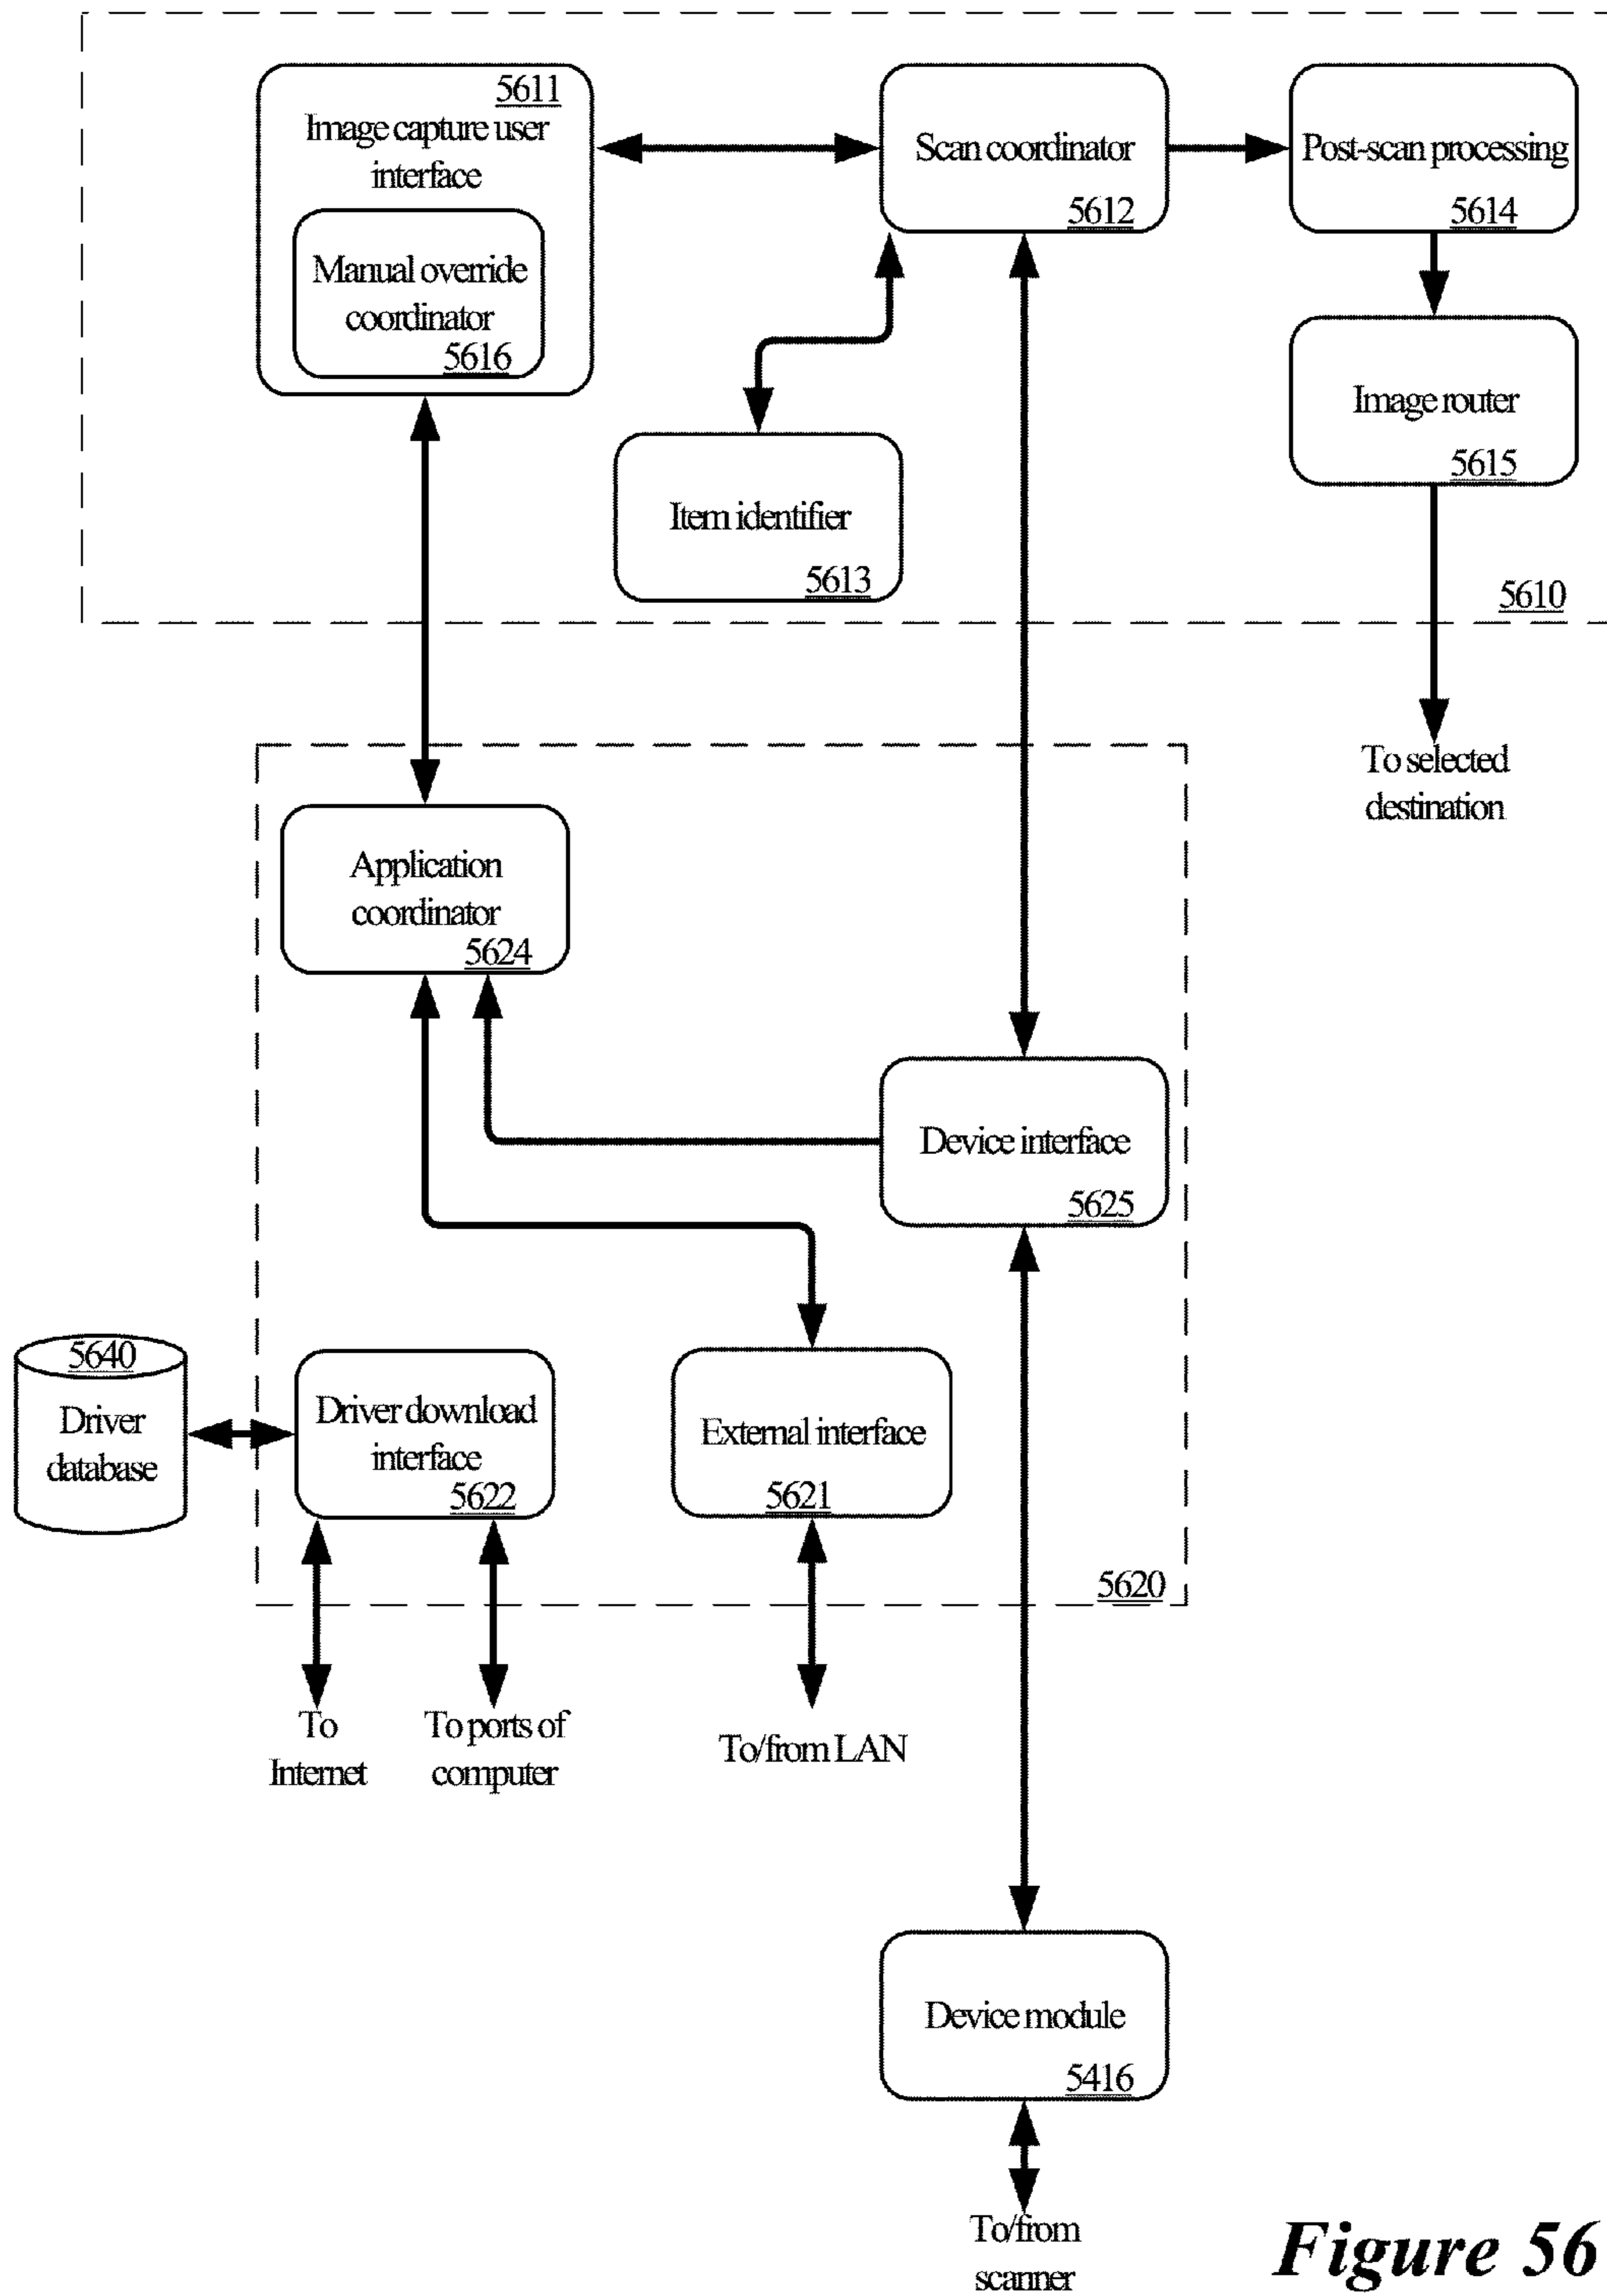 5611
Image capture user
interface
Manual override
coordinator
5616
Scan coordinator
5612
Post-scan processing
5614
Image router
5615
Item identifier
5613
5610
To selected
destination
Application
coordinator
5624
Device interface
5625
5640
Driver
database
Driver download
interface
5622
External interface
5621
5620
To
Internet
To ports of
computer
To/from LAN
Device module
5416
To/from
scanner
Figure 56